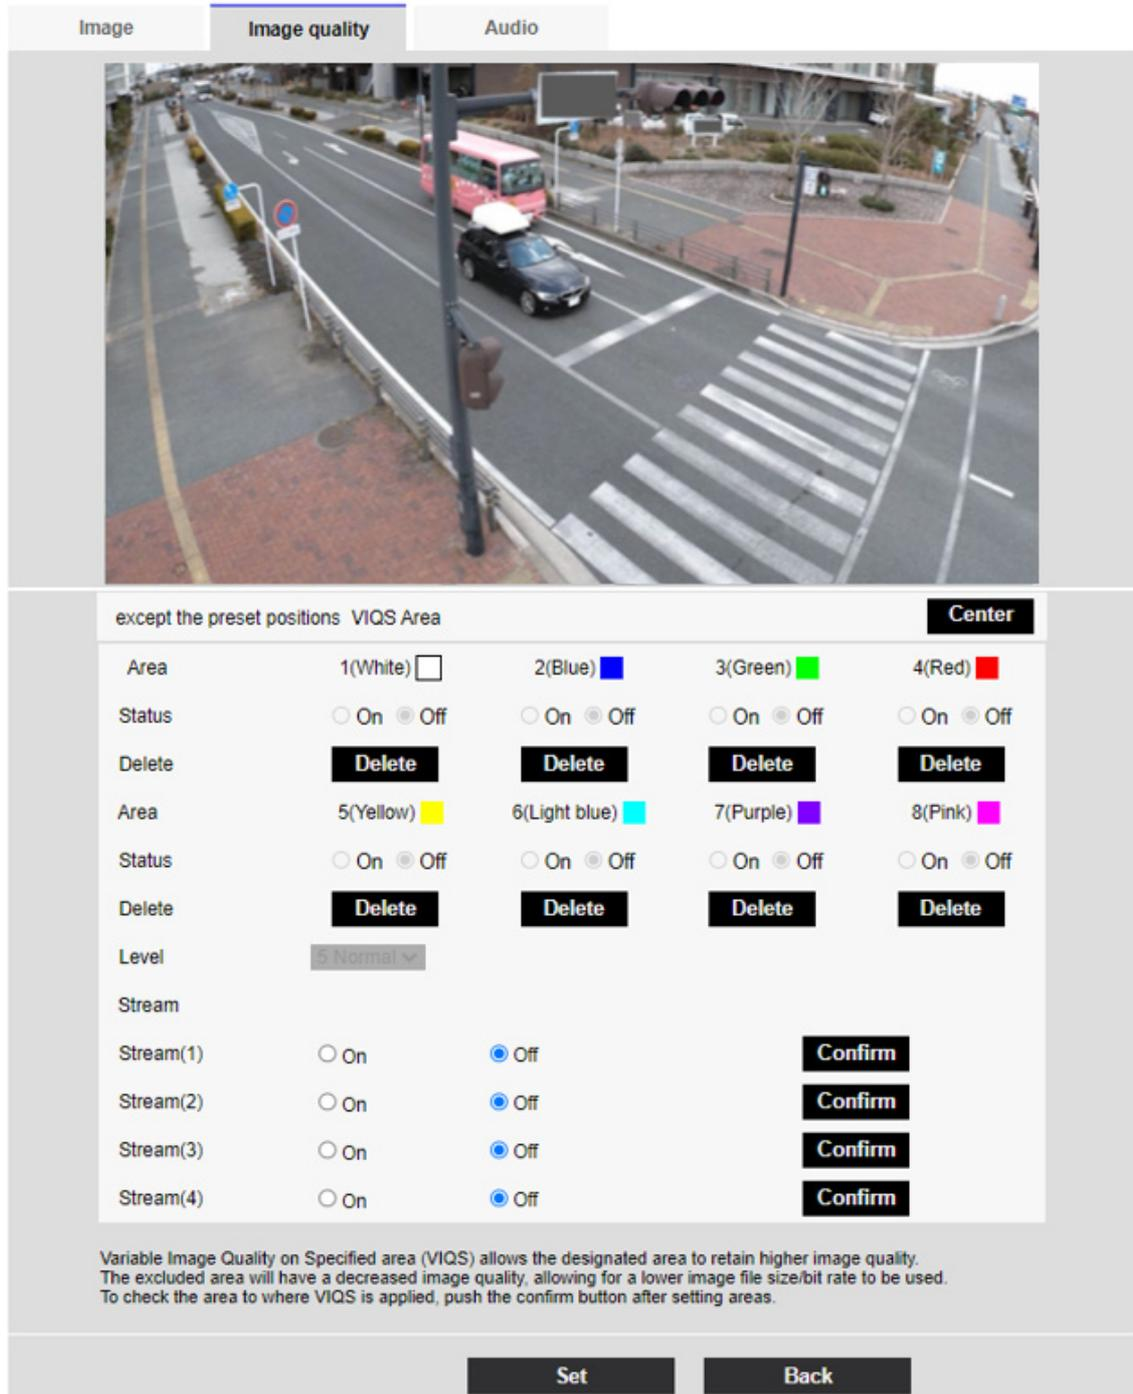 Image Image quality Audio
except the preset positions VIQS Area Center
Area 1(White) 2(Blue) 3(Green) 4(Red)
Status On Off On Off On Off On Off
Delete Delete Delete Delete Delete
Area 5(Yellow) 6(Light blue) 7(Purple) 8(Pink)
Status On Off On Off On Off On Off
Delete Delete Delete Delete Delete
Level 5 Normal
Stream
Stream(1) On Off Confirm
Stream(2) On Off Confirm
Stream(3) On Off Confirm
Stream(4) On Off Confirm
Variable Image Quality on Specified area (VIQS) allows the designated area to retain higher image quality.
The excluded area will have a decreased image quality, allowing for a lower image file size/bit rate to be used.
To check the area to where VIQS is applied, push the confirm button after setting areas.
Set Back